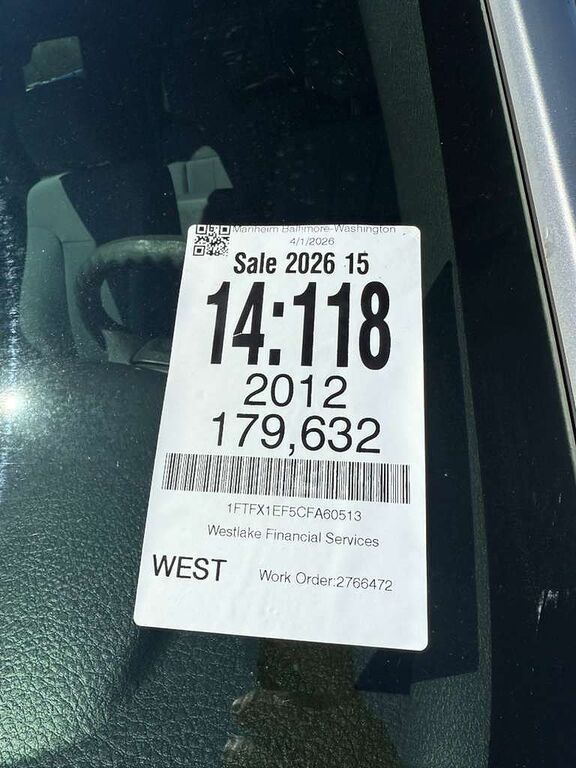 Manheim Baltimore-Washington
4/1/2026
Sale 2026 15
14:118
2012
179,632
1FTFX1EF5CFA60513
Westlake Financial Services
WEST
Work Order:2766472